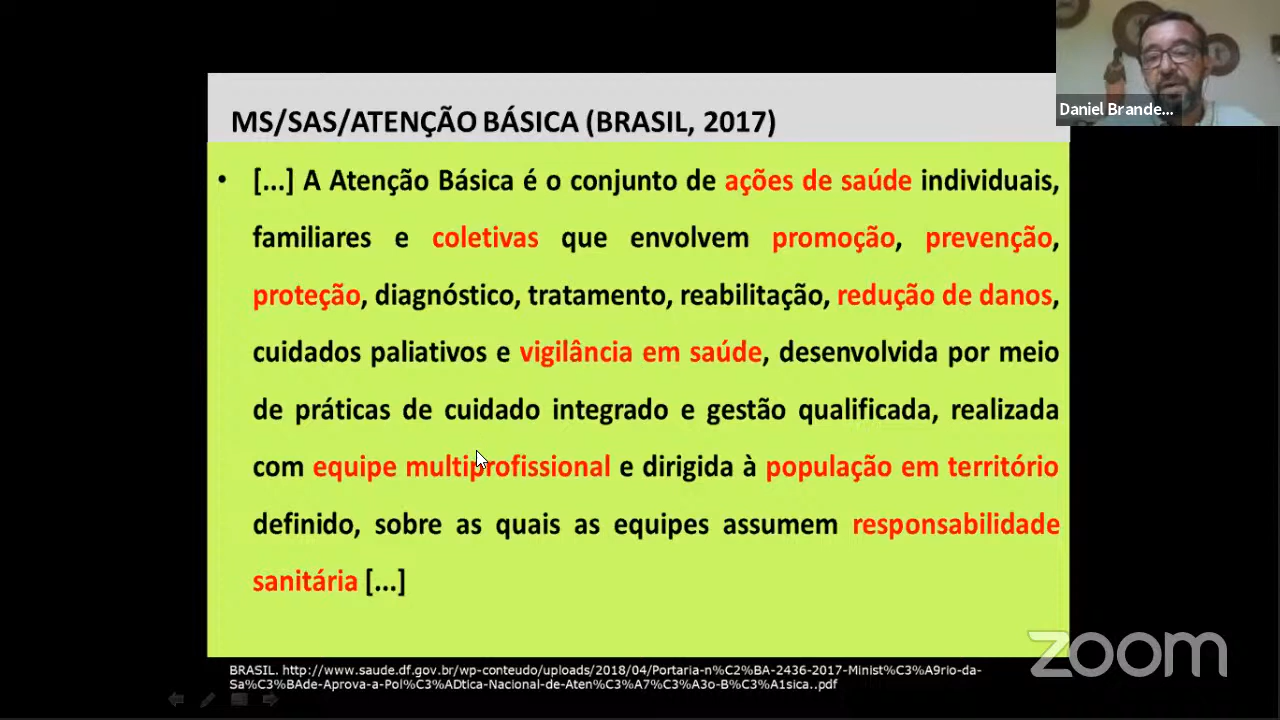 Daniel Brande...
MS/SAS/ATENÇÃO BÁSICA (BRASIL, 2017)
• [...] A Atenção Básica é o conjunto de ações de saúde individuais,
familiares e coletivas que envolvem promoção, prevenção,
proteção, diagnóstico, tratamento, reabilitação, redução de danos,
cuidados paliativos e vigilância em saúde, desenvolvida por meio
de práticas de cuidado integrado e gestão qualificada, realizada
com equipe multiprofissional e dirigida à população em território
definido, sobre as quais as equipes assumem responsabilidade
sanitária [...]
zoom
BRASIL. http://www.saude.df.gov.br/wp-conteudo/uploads/2018/04/Portaria-n%C2%BA-2436-2017-Minist%C3%A9rio-da-
Sa%C3%BAde-Aprova-a-Pol%C3%ADtica-Nacional-de-Aten%C3%A7%C3%A3o-B%C3%A1sica..pdf